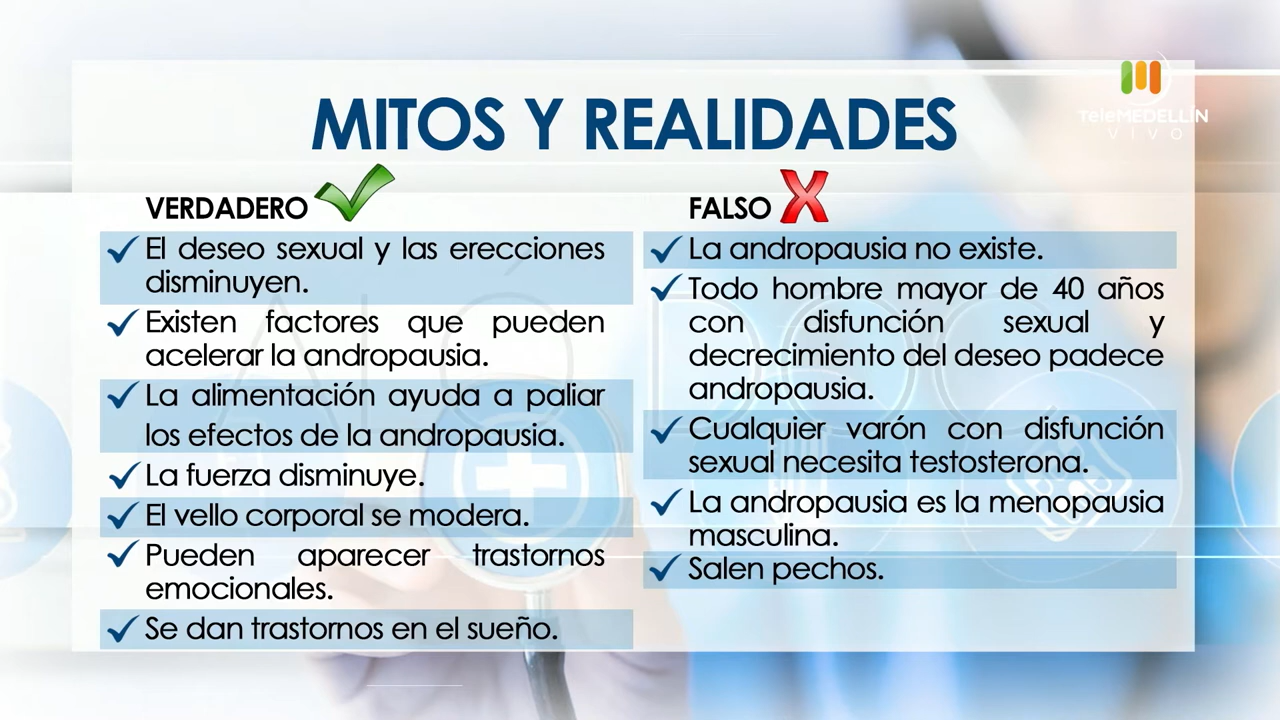 MITOS Y REALIDADES
TeleMEDELLÍN
VIVO
VERDADERO
El deseo sexual y las erecciones
disminuyen.
Existen factores que pueden
acelerar la andropausia.
La alimentación ayuda a paliar
los efectos de la andropausia.
La fuerza disminuye.
El vello corporal se modera.
Pueden aparecer trastornos
emocionales.
Se dan trastornos en el sueño.
FALSO
La andropausia no existe.
Todo hombre mayor de 40 años
con disfunción sexual y
decrecimiento del deseo padece
andropausia.
Cualquier varón con disfunción
sexual necesita testosterona.
La andropausia es la menopausia
masculina.
Salen pechos.